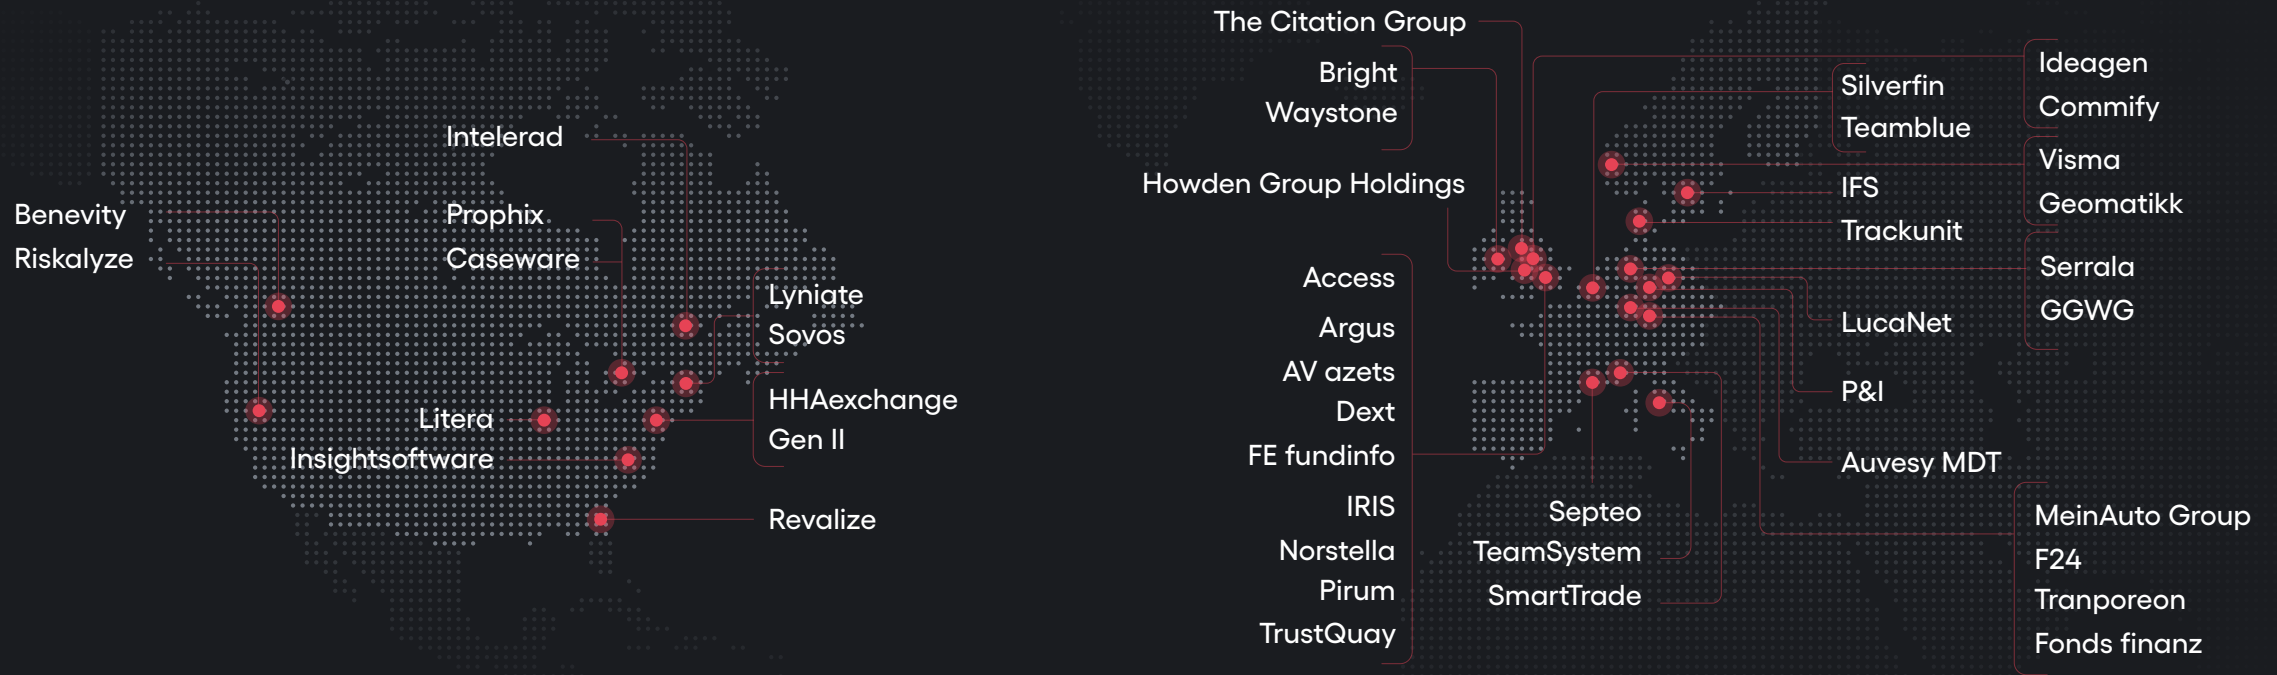 Intelerad
Benevity
Riskalyze
Prophix
Caseware
Lyniate
Sovos
HHAexchange
Gen II
Litera
Insightsoftware
Revalize
The Citation Group
Bright
Waystone
Howden Group Holdings
Access
Argus
AV azets
Dext
FE fundinfo
IRIS
Norstella
Pirum
TrustQuay
Septeo
TeamSystem
SmartTrade
Silverfin
Teamblue
IFS
Trackunit
LucaNet
P&I
Auvesy MDT
Ideagen
Commify
Visma
Geomatikk
Serrala
GGWG
MeinAuto Group
F24
Tranporeon
Fonds finanz